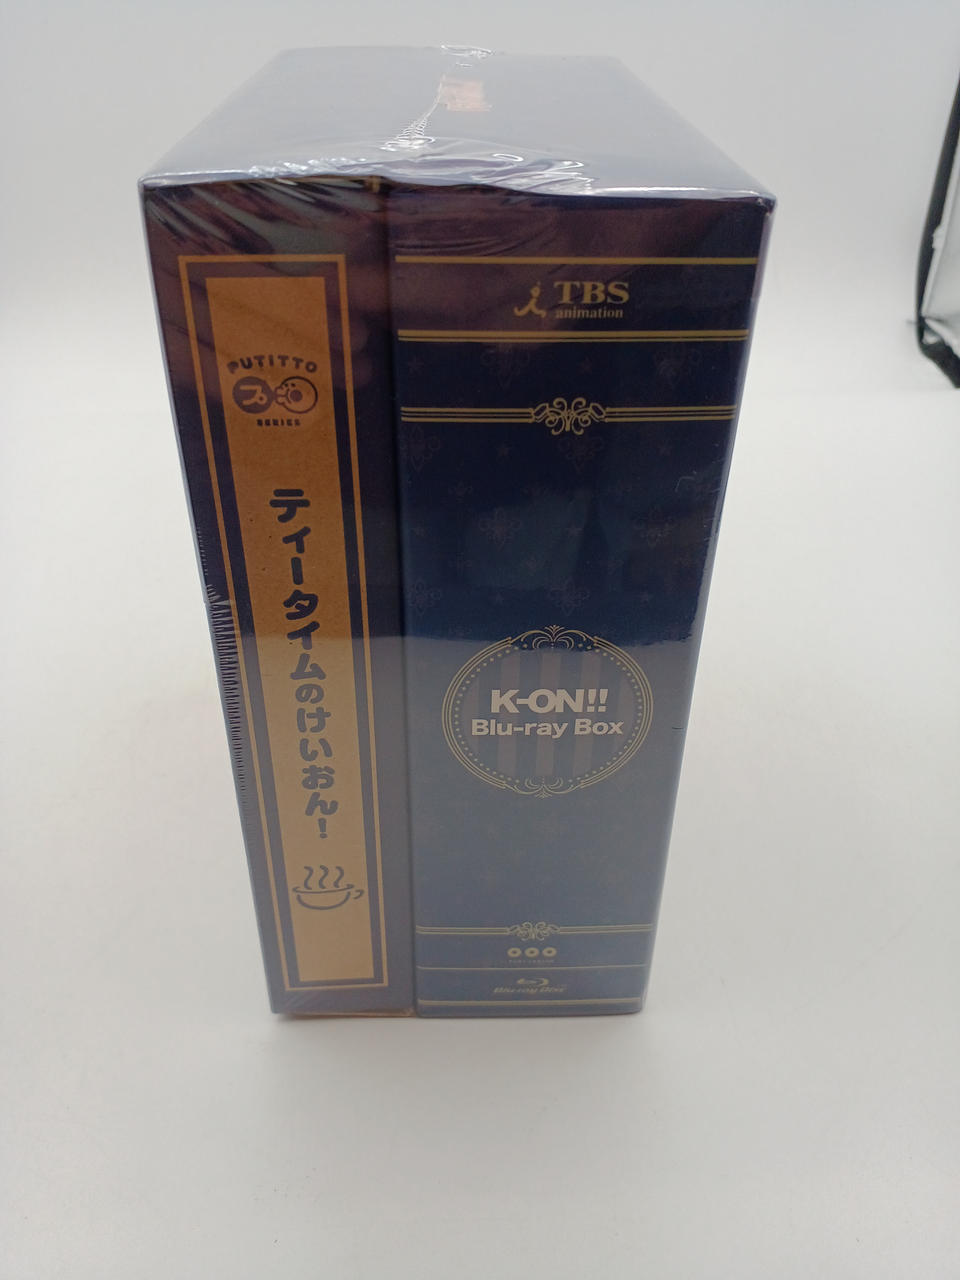 PUTITTO
プ
SERIES
ティータイムのけいおん!
TBS
animation
K-ON!!
Blu-ray Box
Blu-ray Disc